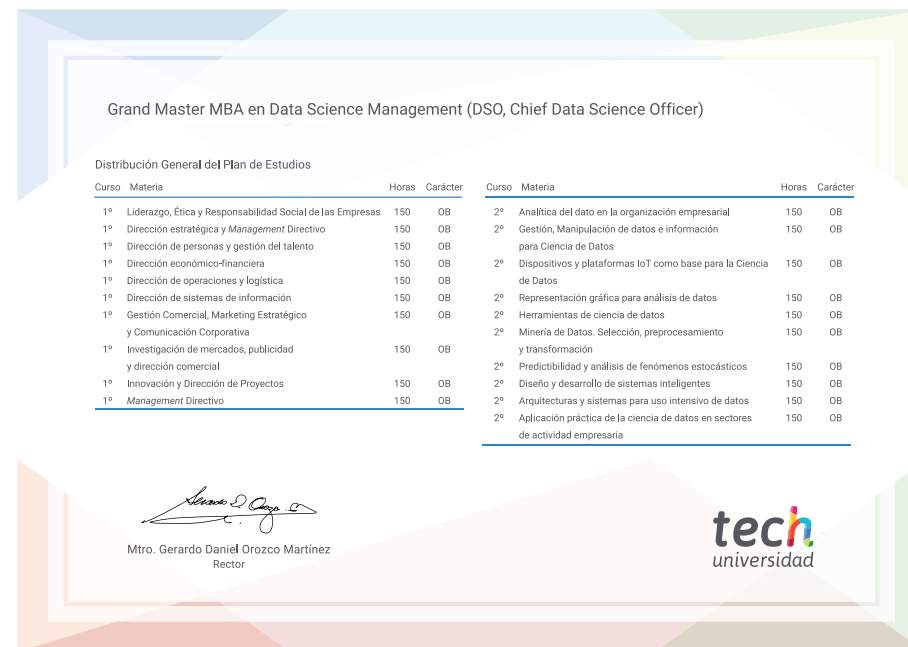 Grand Master MBA en Data Science Management (DSO, Chief Data Science Officer)
Distribución General del Plan de Estudios
Curso Materia Horas Carácter
1º Liderazgo, Ética y Responsabilidad Social de las Empresas 150 OB
1º Dirección estratégica y Management Directivo 150 OB
1º Dirección de personas y gestión del talento 150 OB
1º Dirección económico-financiera 150 OB
1º Dirección de operaciones y logística 150 OB
1º Dirección de sistemas de información 150 OB
1º Gestión Comercial, Marketing Estratégico 150 OB
y Comunicación Corporativa
1º Investigación de mercados, publicidad 150 OB
y dirección comercial
1º Innovación y Dirección de Proyectos 150 OB
1º Management Directivo 150 OB
Curso Materia Horas Carácter
2º Analítica del dato en la organización empresarial 150 OB
2º Gestión, Manipulación de datos e información 150 OB
para Ciencia de Datos
2º Dispositivos y plataformas IoT como base para la Ciencia 150 OB
de Datos
2º Representación gráfica para análisis de datos 150 OB
2º Herramientas de ciencia de datos 150 OB
2º Minería de Datos. Selección, preprocesamiento 150 OB
y transformación
2º Predictibilidad y análisis de fenómenos estocásticos 150 OB
2º Diseño y desarrollo de sistemas inteligentes 150 OB
2º Arquitecturas y sistemas para uso intensivo de datos 150 OB
2º Aplicación práctica de la ciencia de datos en sectores 150 OB
de actividad empresaria
Mtro. Gerardo Daniel Orozco Martínez
Rector
tech
universidad